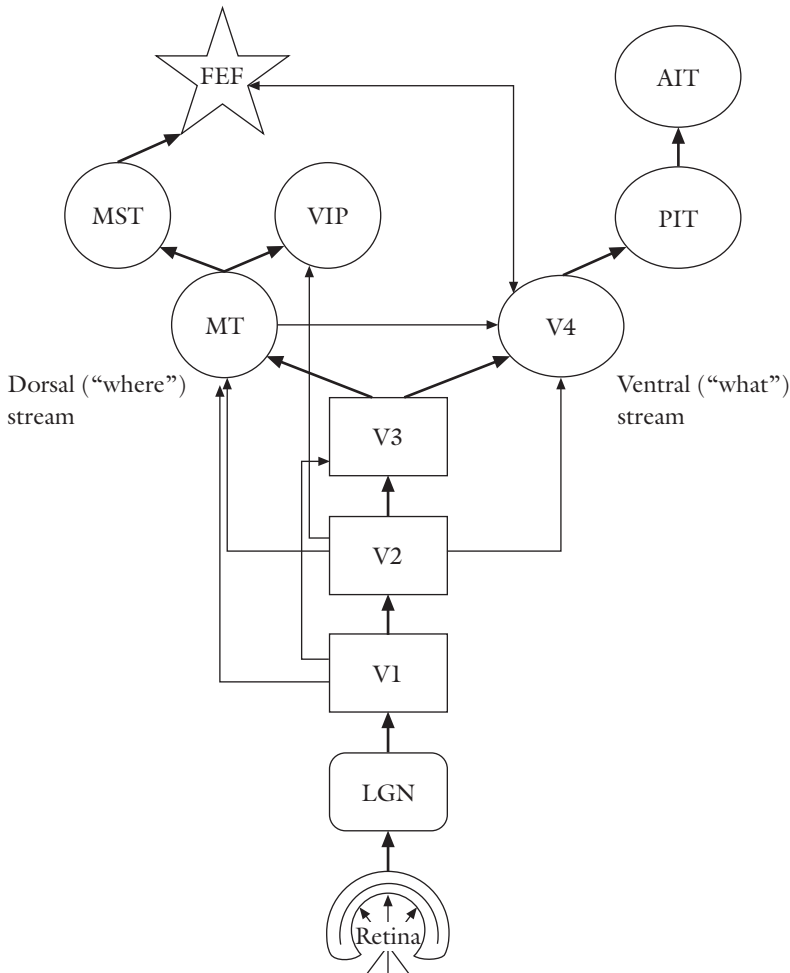 FEF
AIT
MST
VIP
PIT
MT
V4
Dorsal (“where”)
stream
Ventral (“what”)
stream
V3
V2
V1
LGN
Retina